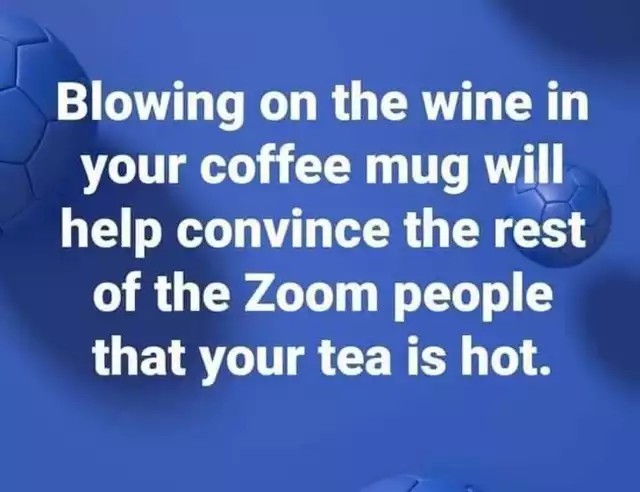 Blowing on the wine in
your coffee mug will
help convince the rest
of the Zoom people
that your tea is hot.